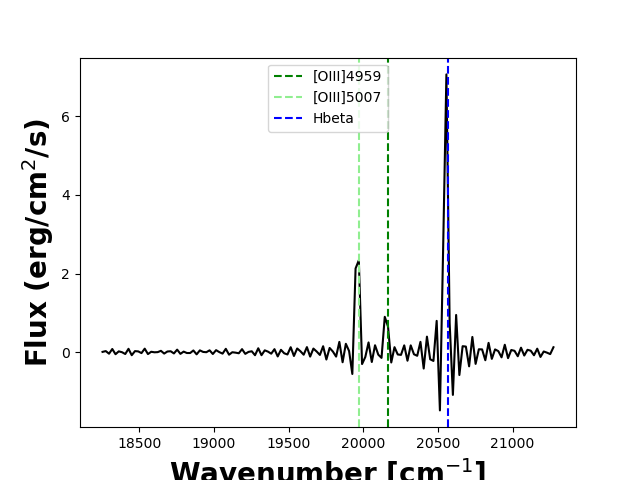 [OIII]4959
[OIII]5007
Hbeta
6
4
2
0
Flux (erg/cm²/s)
18500 19000 19500 20000 20500 21000
Wavenumber [cm⁻¹]